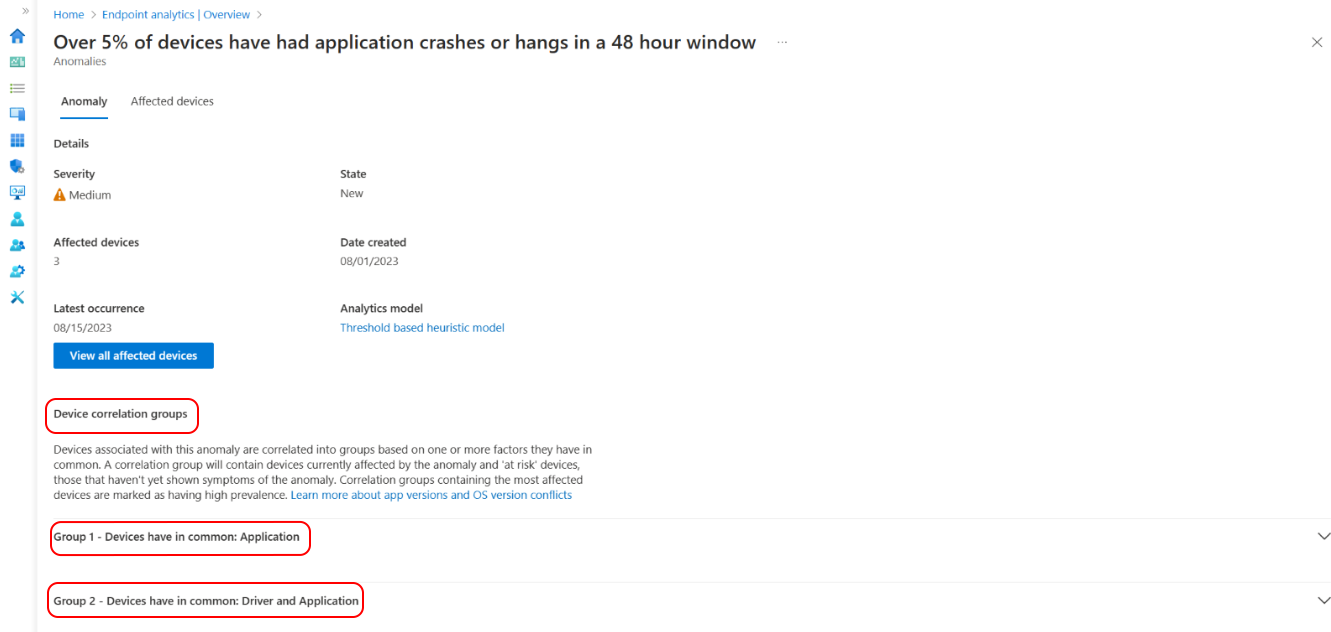 »
Home > Endpoint analytics | Overview >
Over 5% of devices have had application crashes or hangs in a 48 hour window ...
Anomalies
Anomaly Affected devices
Details
Severity State
Medium New
Affected devices Date created
3 08/01/2023
Latest occurrence Analytics model
08/15/2023 Threshold based heuristic model
View all affected devices
Device correlation groups
Devices associated with this anomaly are correlated into groups based on one or more factors they have in
common. A correlation group will contain devices currently affected by the anomaly and 'at risk' devices,
those that haven't yet shown symptoms of the anomaly. Correlation groups containing the most affected
devices are marked as having high prevalence. Learn more about app versions and OS version conflicts
Group 1 - Devices have in common: Application
Group 2 - Devices have in common: Driver and Application